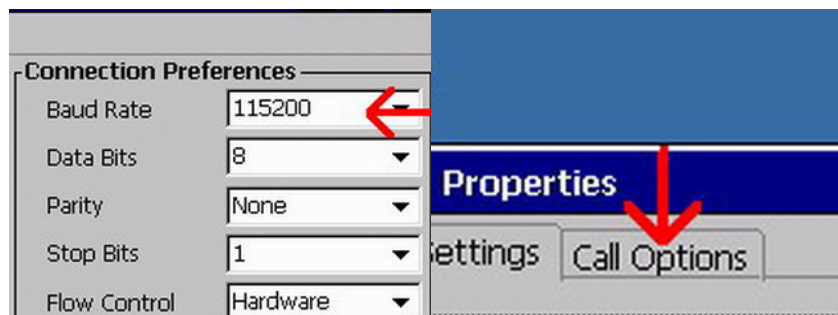 Connection Preferences
Baud Rate 115200
Data Bits 8
Parity None
Stop Bits 1
Flow Control Hardware
Properties
ettings Call Options